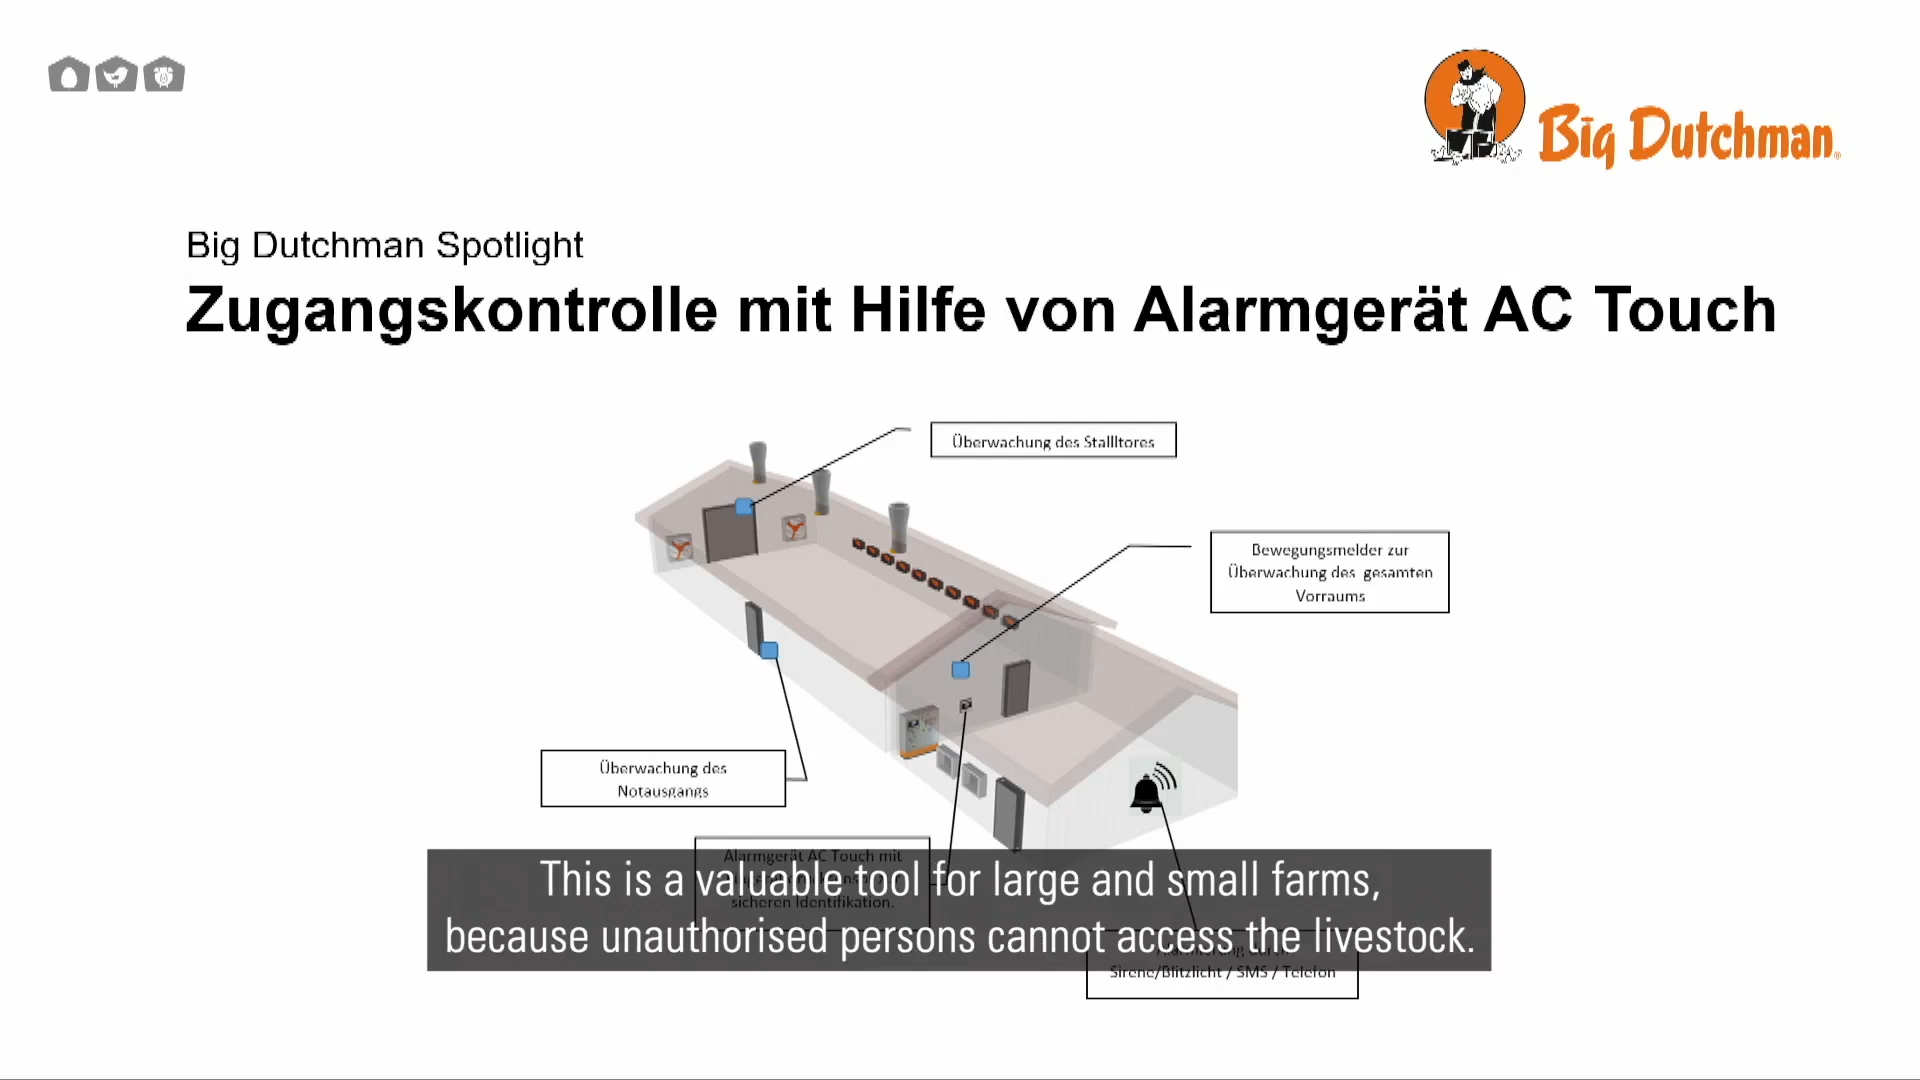 Big Dutchman
Big Dutchman Spotlight
Zugangskontrolle mit Hilfe von Alarmgerät AC Touch
Überwachung des Stallltores
Bewegungsmelder zur
Überwachung des gesamten
Vorraums
Überwachung des
Notausgangs
Alarmgerät AC Touch mit
sicheren Identifikation.
This is a valuable tool for large and small farms,
because unauthorised persons cannot access the livestock.
Sirene/Blitzlicht / SMS / Telefon